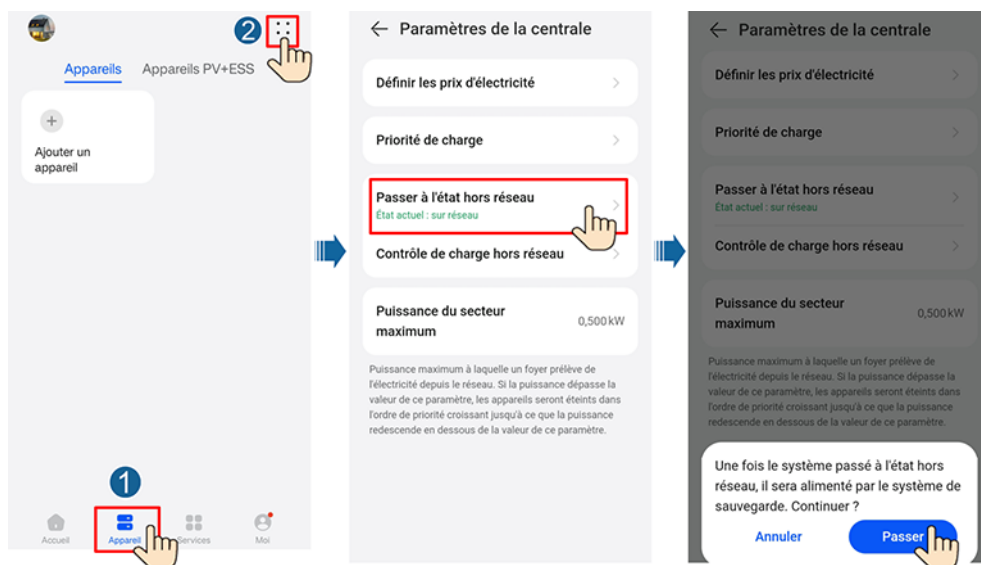 2
Appareils Appareils PV+ESS
Ajouter un
appareil
1
Accueil Appareil Services Moi
Paramètres de la centrale
Définir les prix d'électricité
Priorité de charge
Passer à l'état hors réseau
État actuel : sur réseau
Contrôle de charge hors réseau
Puissance du secteur
maximum
0,500 kW
Puissance maximum à laquelle un foyer prélève de
l'électricité depuis le réseau. Si la puissance dépasse la
valeur de ce paramètre, les appareils seront éteints dans
l'ordre de priorité croissant jusqu'à ce que la puissance
redescende en dessous de la valeur de ce paramètre.
Paramètres de la centrale
Définir les prix d'électricité
Priorité de charge
Passer à l'état hors réseau
État actuel : sur réseau
Contrôle de charge hors réseau
Puissance du secteur
maximum
0,500 kW
Puissance maximum à laquelle un foyer prélève de
l'électricité depuis le réseau. Si la puissance dépasse la
valeur de ce paramètre, les appareils seront éteints dans
l'ordre de priorité croissant jusqu'à ce que la puissance
redescende en dessous de la valeur de ce paramètre.
Une fois le système passé à l'état hors
réseau, il sera alimenté par le système de
sauvegarde. Continuer ?
Annuler Passer